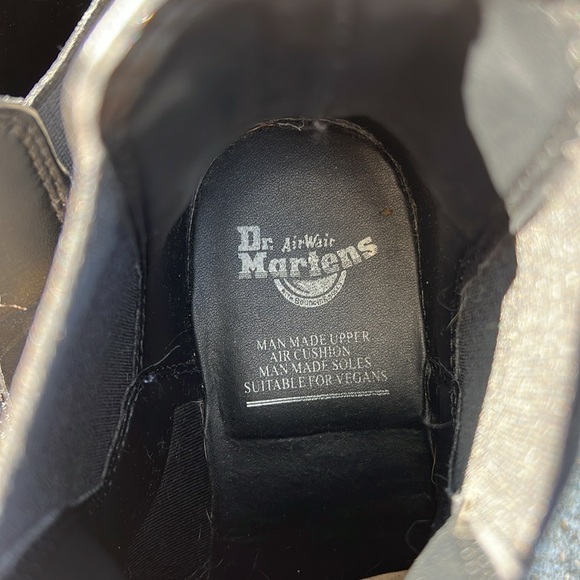 Dr. AirWair
Martens
MAN MADE UPPER
AIR CUSHION
MAN MADE SOLES
SUITABLE FOR VEGANS